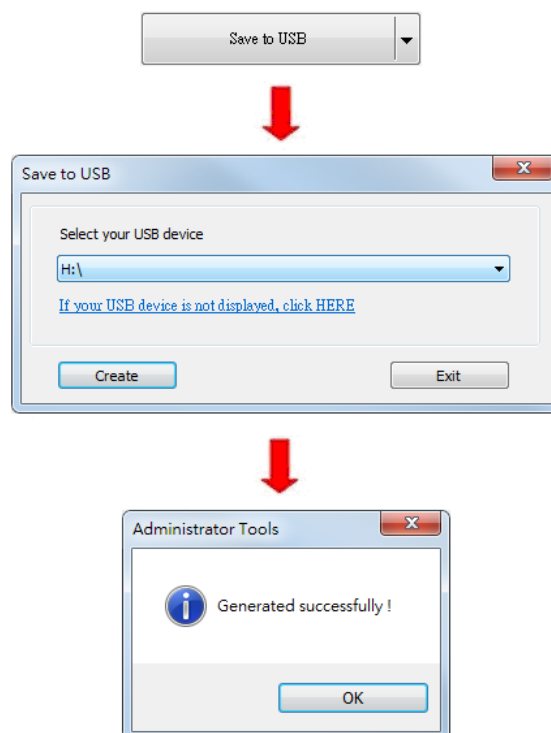 Save to USB
Save to USB
Select your USB device
H:\
If your USB device is not displayed, click HERE
Create Exit
Administrator Tools
Generated successfully !
OK